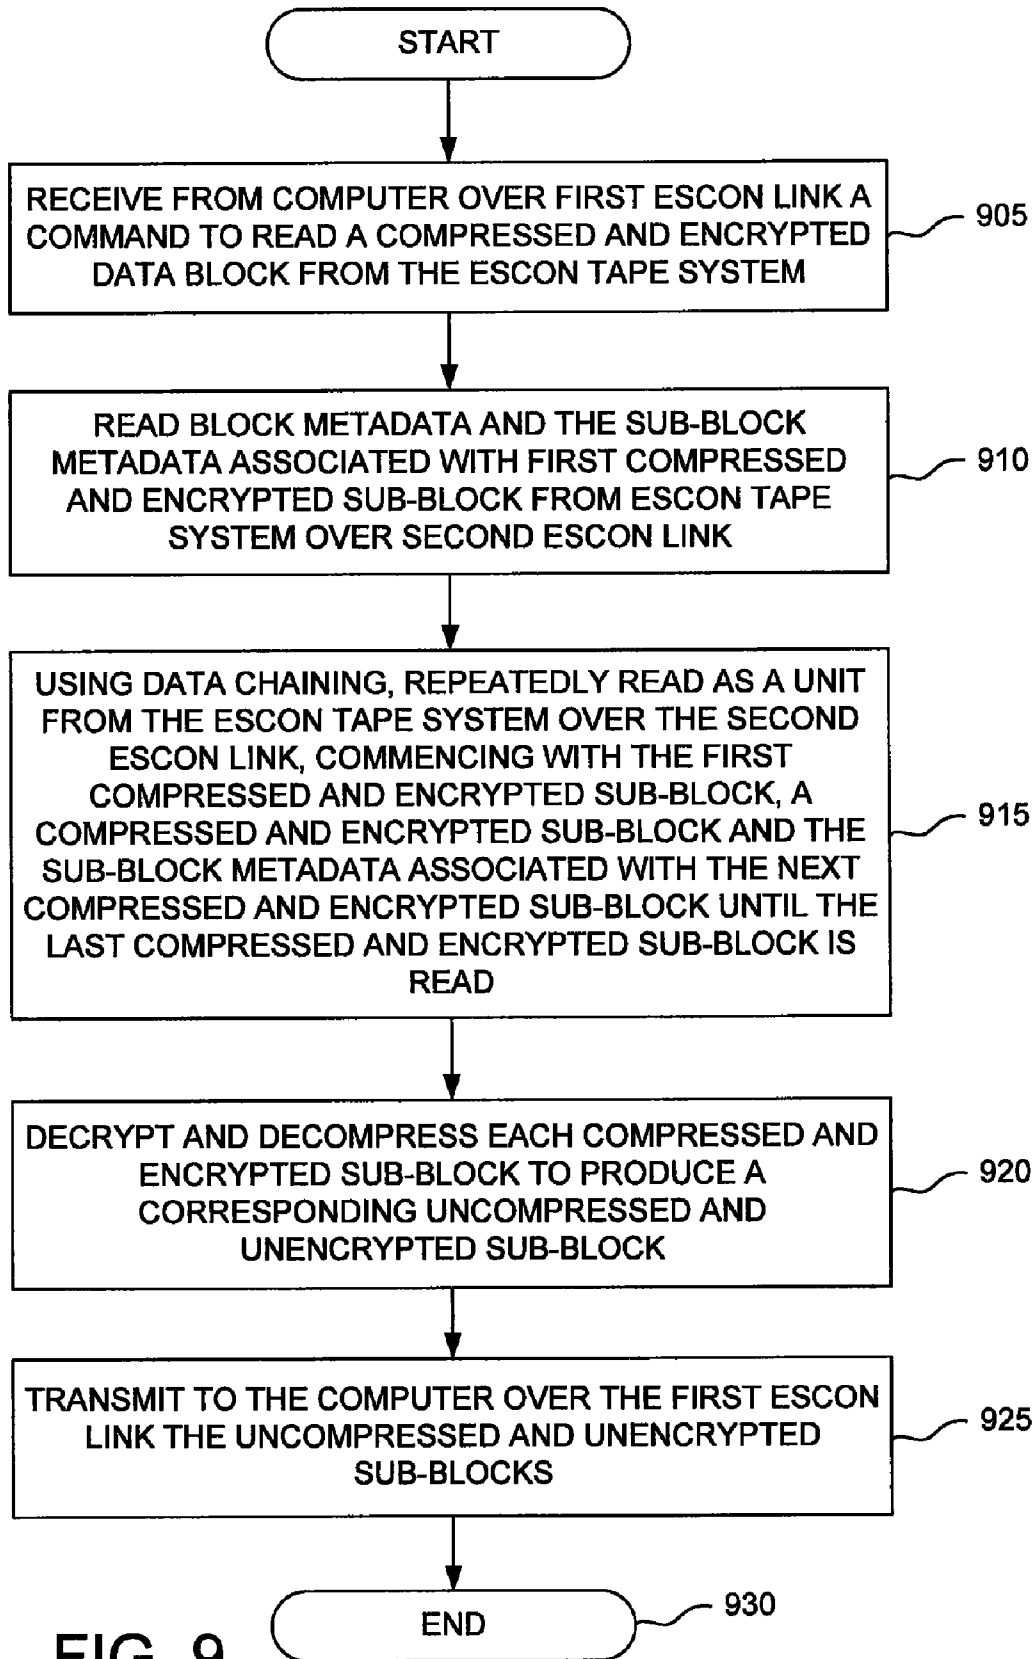 START
RECEIVE FROM COMPUTER OVER FIRST ESCON LINK A
COMMAND TO READ A COMPRESSED AND ENCRYPTED
DATA BLOCK FROM THE ESCON TAPE SYSTEM
905
READ BLOCK METADATA AND THE SUB-BLOCK
METADATA ASSOCIATED WITH FIRST COMPRESSED
AND ENCRYPTED SUB-BLOCK FROM ESCON TAPE
SYSTEM OVER SECOND ESCON LINK
910
USING DATA CHAINING, REPEATEDLY READ AS A UNIT
FROM THE ESCON TAPE SYSTEM OVER THE SECOND
ESCON LINK, COMMENCING WITH THE FIRST
COMPRESSED AND ENCRYPTED SUB-BLOCK, A
COMPRESSED AND ENCRYPTED SUB-BLOCK AND THE
SUB-BLOCK METADATA ASSOCIATED WITH THE NEXT
COMPRESSED AND ENCRYPTED SUB-BLOCK UNTIL THE
LAST COMPRESSED AND ENCRYPTED SUB-BLOCK IS
READ
915
DECRYPT AND DECOMPRESS EACH COMPRESSED AND
ENCRYPTED SUB-BLOCK TO PRODUCE A
CORRESPONDING UNCOMPRESSED AND
UNENCRYPTED SUB-BLOCK
920
TRANSMIT TO THE COMPUTER OVER THE FIRST ESCON
LINK THE UNCOMPRESSED AND UNENCRYPTED
SUB-BLOCKS
925
END
930
FIG. 9